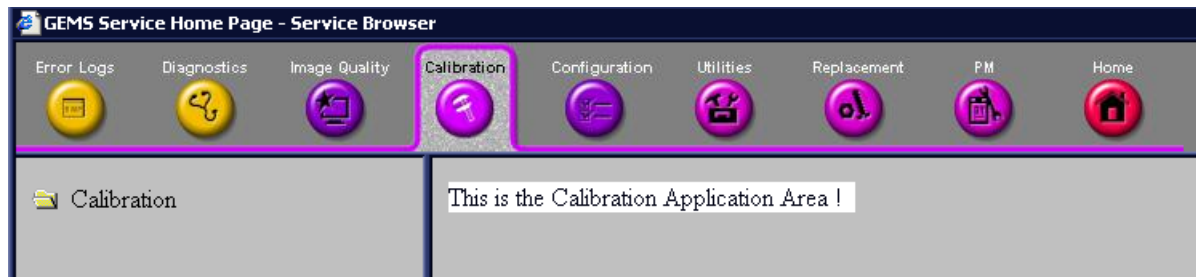 GEMS Service Home Page - Service Browser
Error Logs
Diagnostics
Image Quality
Calibration
Configuration
Utilities
Replacement
PM
Home
Calibration
This is the Calibration Application Area !